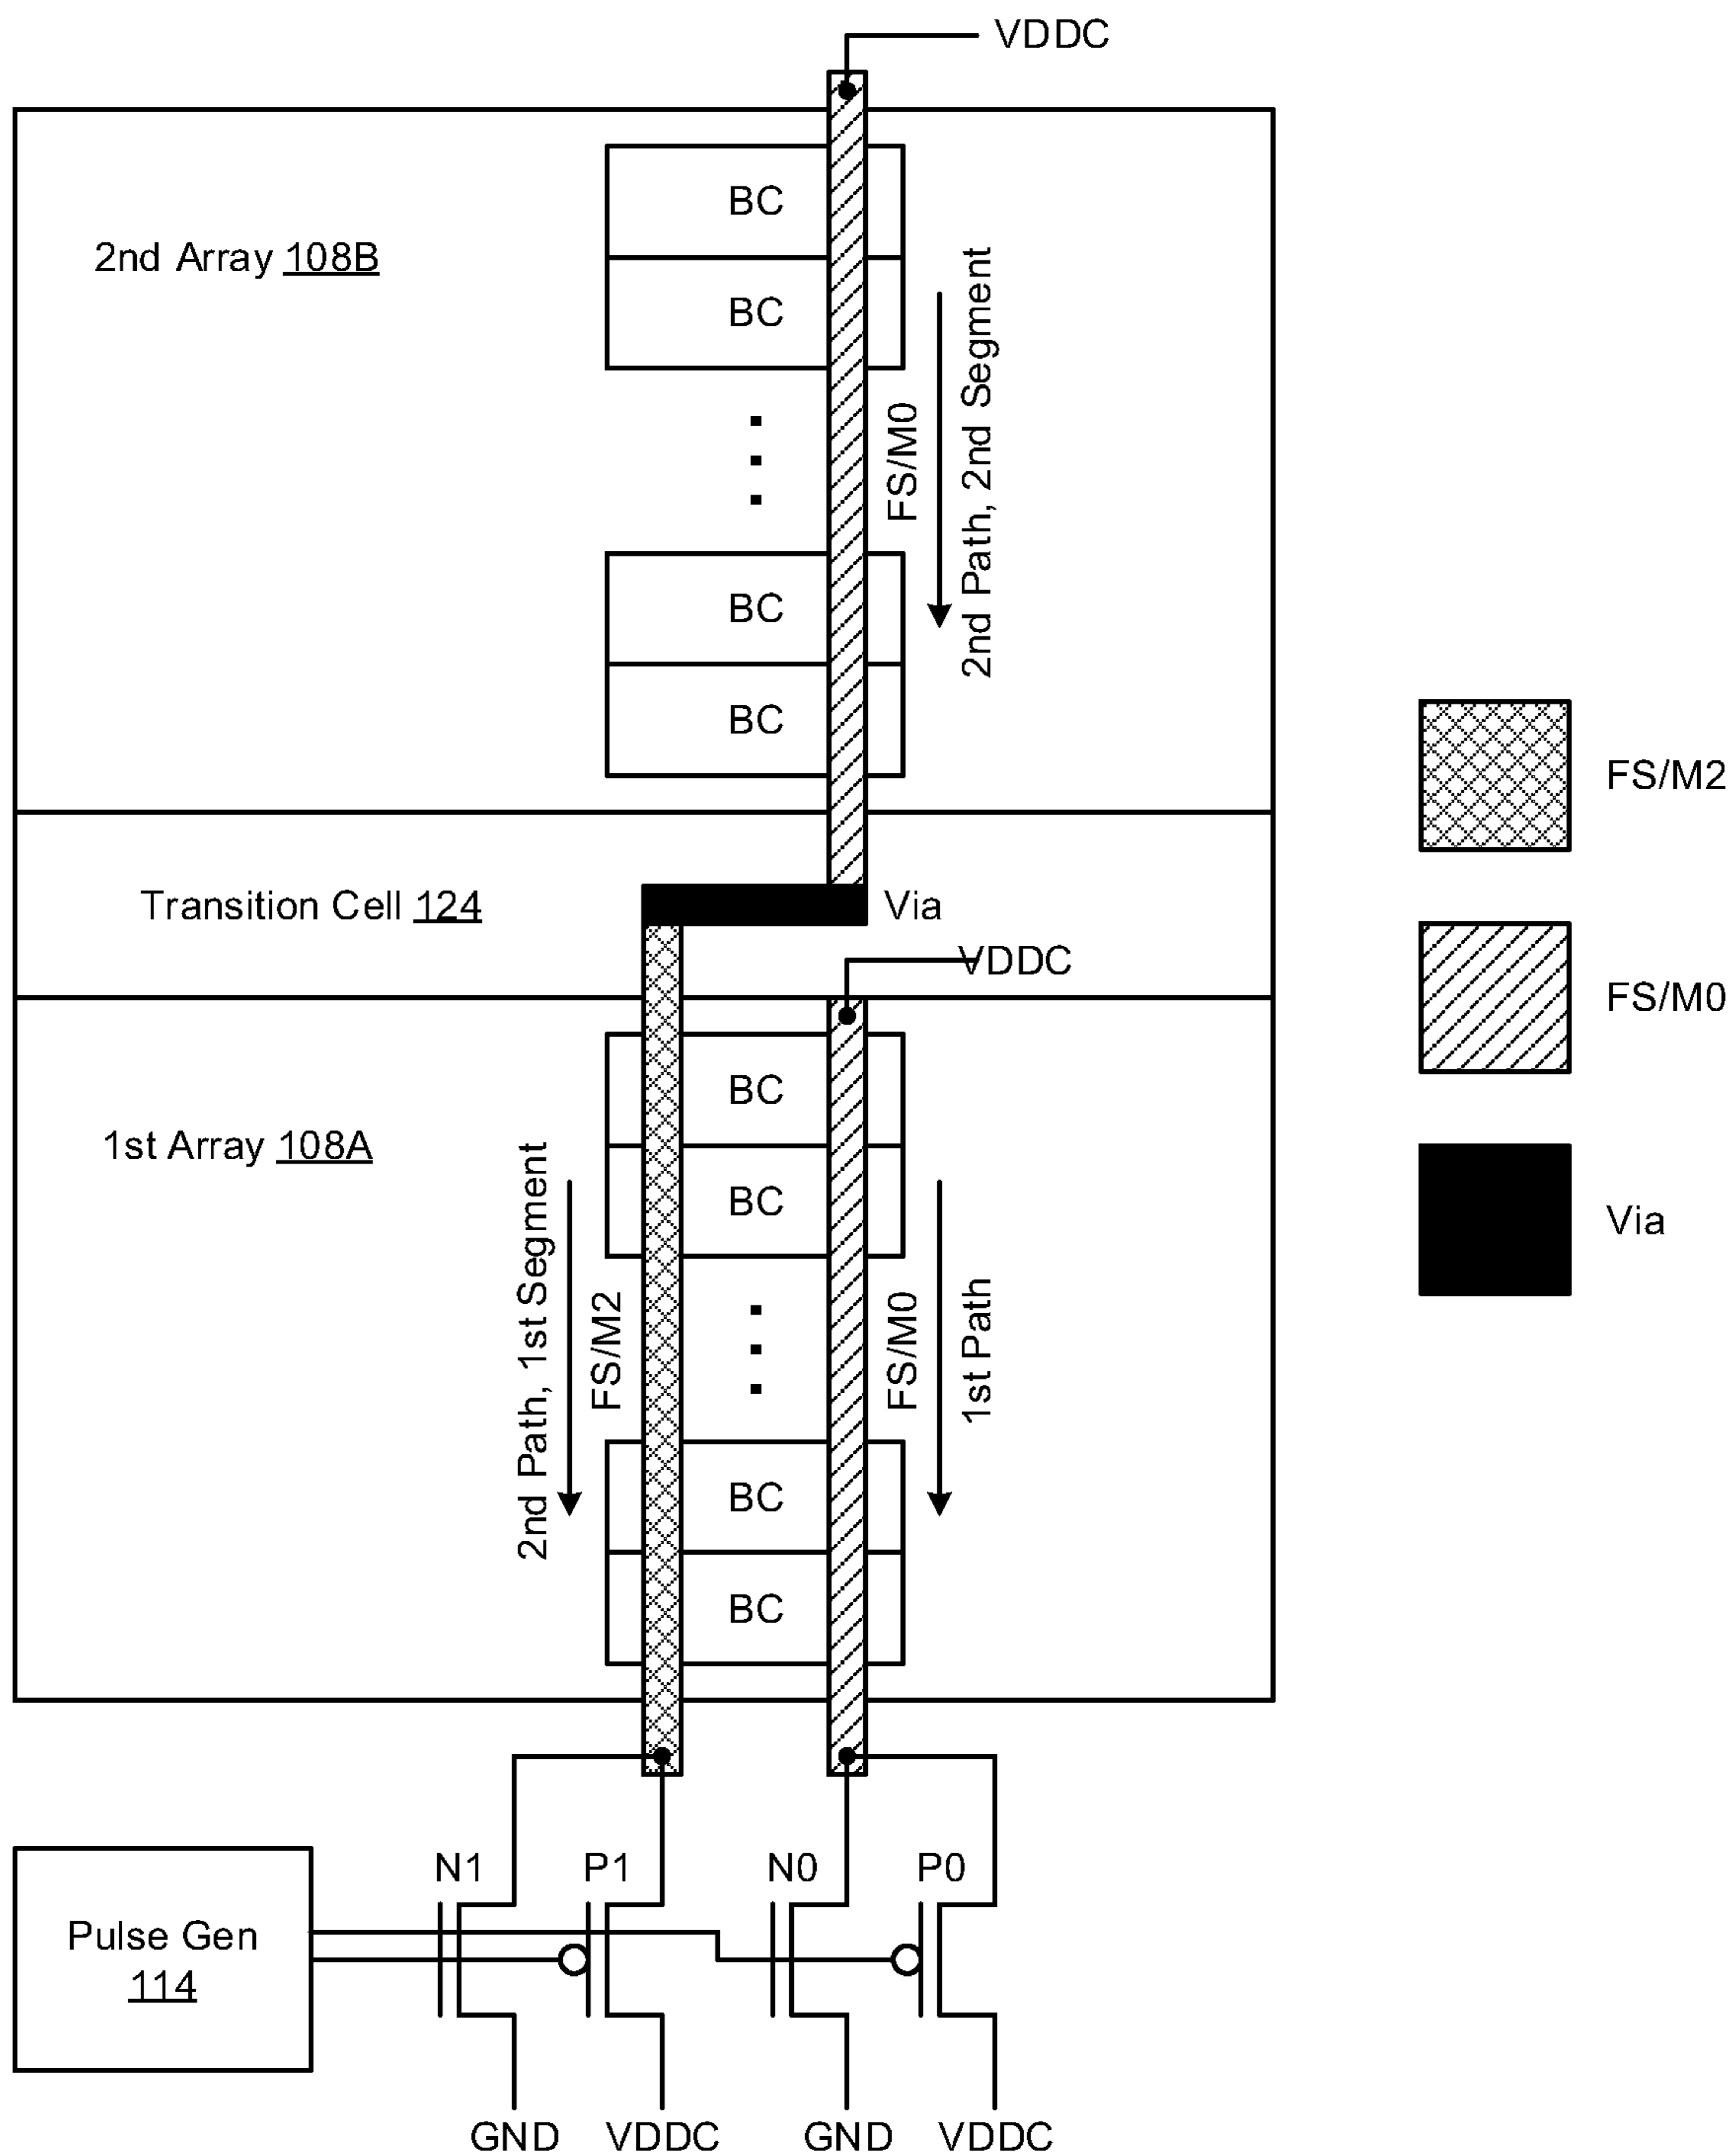 VDDC
BC
2nd Array 108B
BC
FS/M0
2nd Path, 2nd Segment
BC
BC
FS/M2
Transition Cell 124
Via
VDDC
FS/M0
BC
1st Array 108A
BC
Via
2nd Path, 1st Segment
FS/M2
FS/M0
1st Path
BC
BC
N1
P1
N0
P0
Pulse Gen
114
GND
VDDC
GND
VDDC